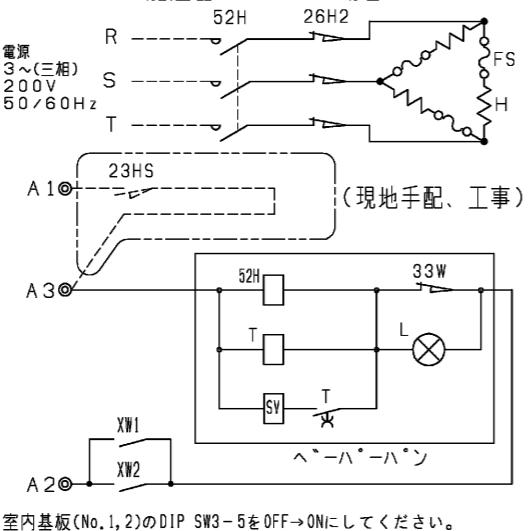 52H 26H2
R
電源
3~(三相)
200V
50/60Hz
S
FS
H
T
23HS
A1◎
(現地手配、工事)
52H 33W
A3◎
T L
SV T
ベーパーパン
XW1
XW2
A2◎
室内基板(No.1,2)のDIP SW3-5をOFF→ONにしてください。